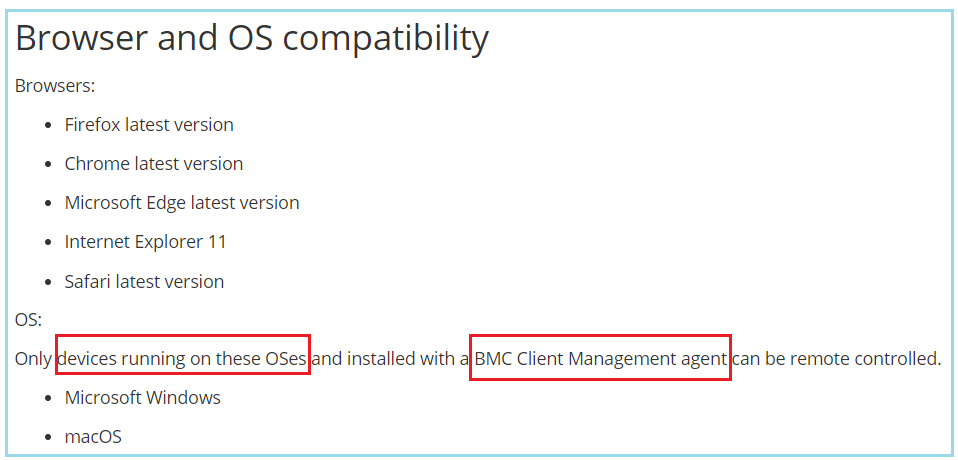 Browser and OS compatibility
Browsers:
• Firefox latest version
• Chrome latest version
• Microsoft Edge latest version
• Internet Explorer 11
• Safari latest version
OS:
Only devices running on these OSes and installed with a BMC Client Management agent can be remote controlled.
• Microsoft Windows
• macOS